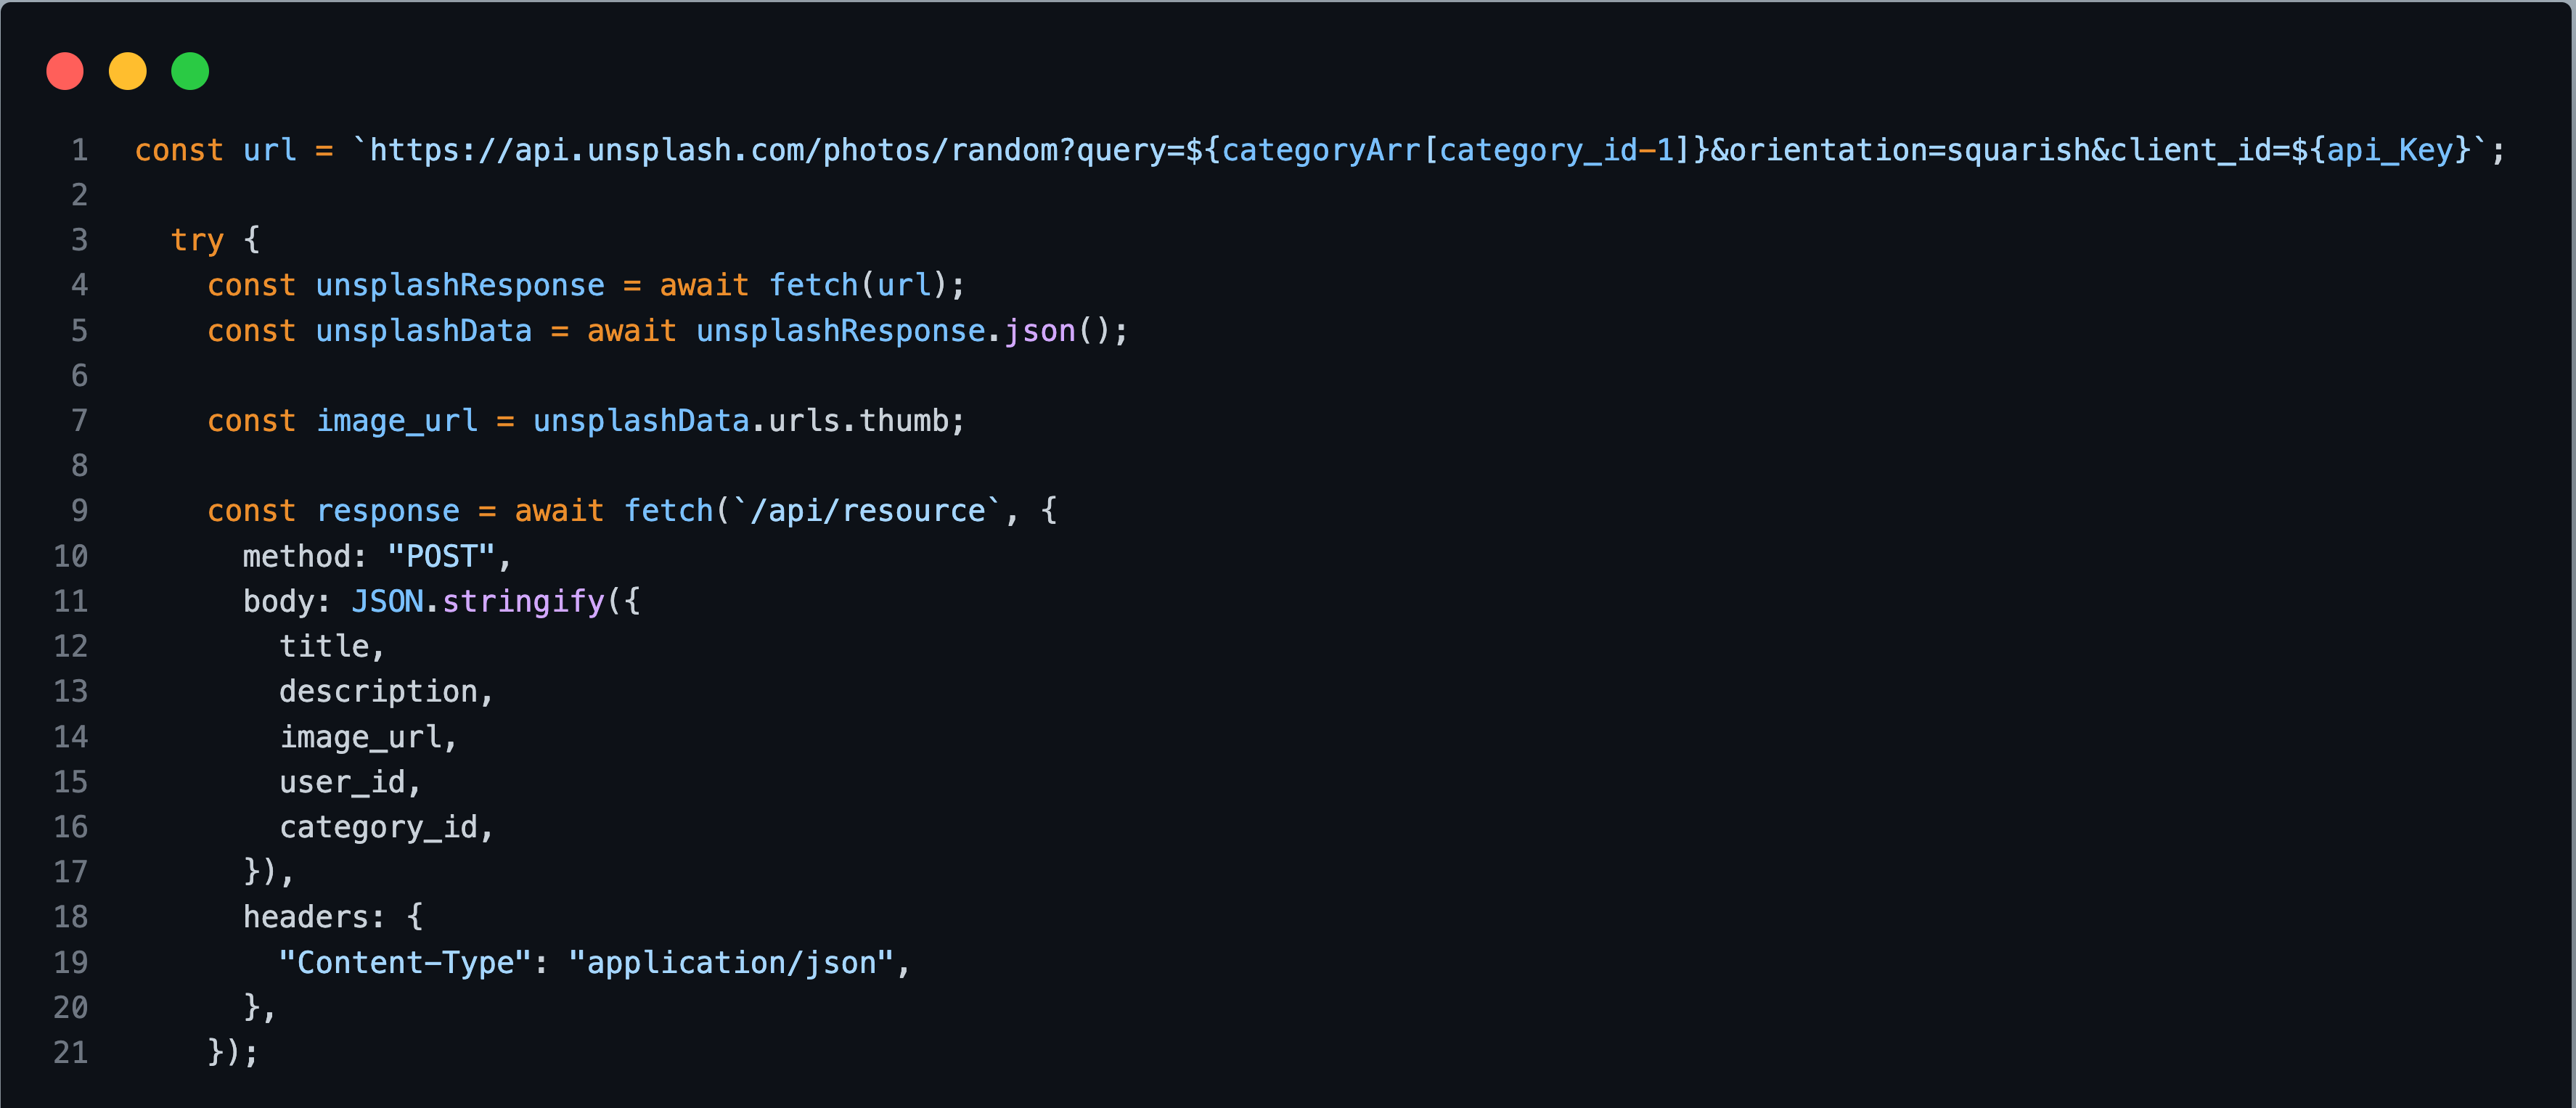 1 const url = `https://api.unsplash.com/photos/random?query=${categoryArr[category_id-1]}&orientation=squarish&client_id=${api_Key}`;
2
3 try {
4 const unsplashResponse = await fetch(url);
5 const unsplashData = await unsplashResponse.json();
6
7 const image_url = unsplashData.urls.thumb;
8
9 const response = await fetch(`/api/resource`, {
10 method: "POST",
11 body: JSON.stringify({
12 title,
13 description,
14 image_url,
15 user_id,
16 category_id,
17 }),
18 headers: {
19 "Content-Type": "application/json",
20 },
21 });